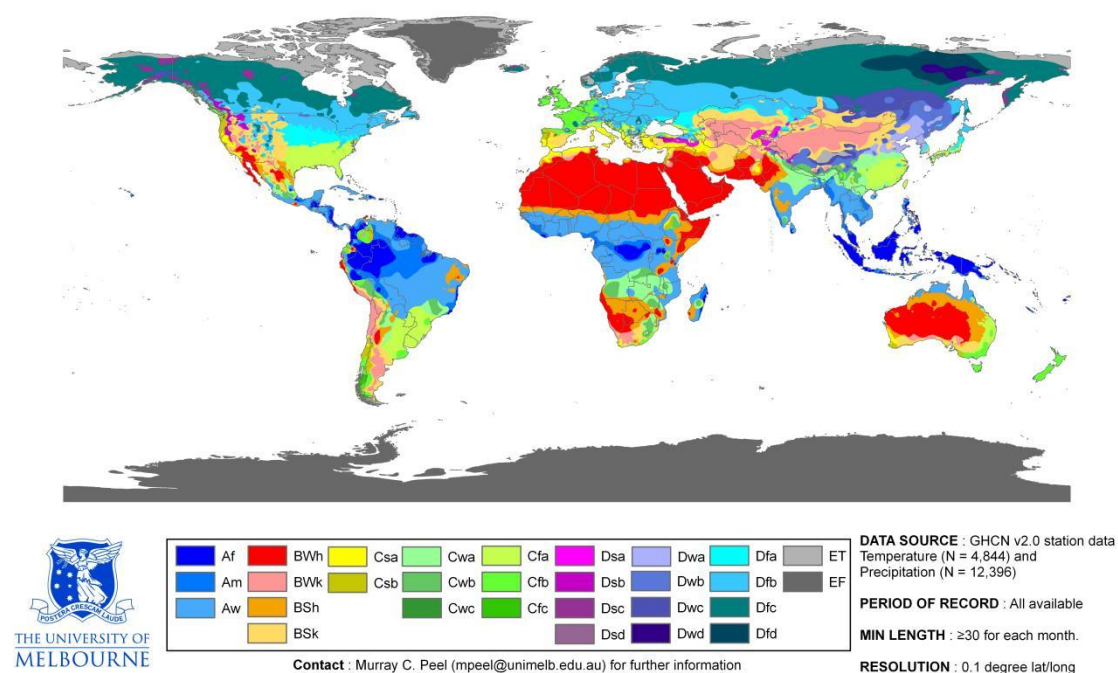 Af
Am
Aw
BWh
BWk
BSh
BSk
Csa
Csb
Cwa
Cwb
Cwc
Cfa
Cfb
Cfc
Dsa
Dsb
Dsc
Dsd
Dwa
Dwb
Dwc
Dwd
Dfa
Dfb
Dfc
Dfd
ET
EF
POSTERA CRESCAM LAUDE
THE UNIVERSITY OF
MELBOURNE
Contact : Murray C. Peel (mpeel@unimelb.edu.au) for further information
DATA SOURCE : GHCN v2.0 station data
Temperature (N = 4,844) and
Precipitation (N = 12,396)
PERIOD OF RECORD : All available
MIN LENGTH : ≥30 for each month.
RESOLUTION : 0.1 degree lat/long